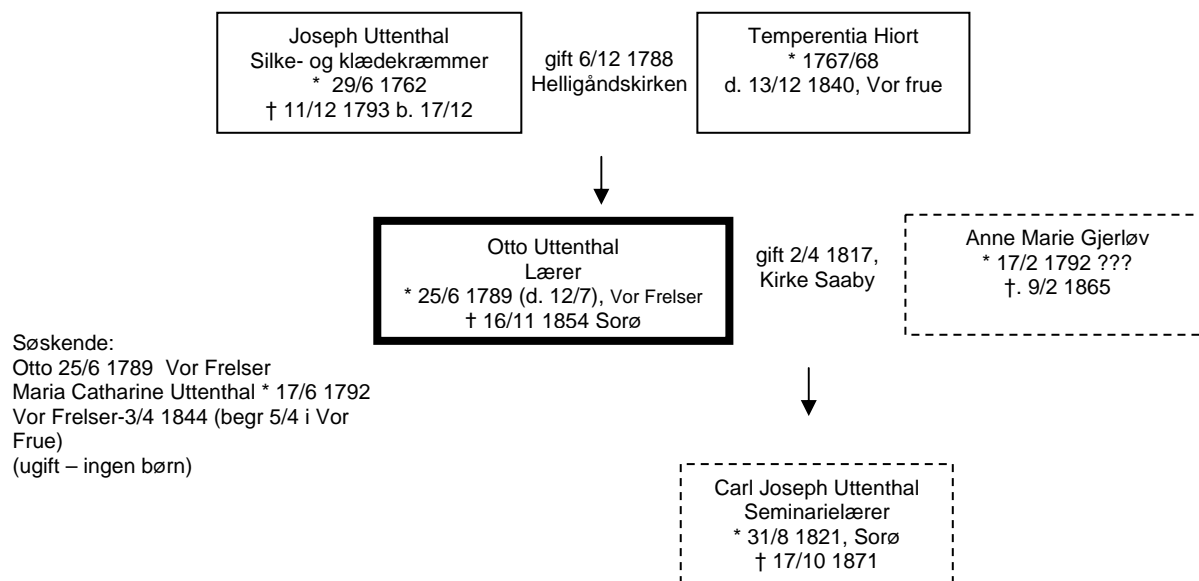 Joseph Uttenthal
Silke- og klædekræmmer
* 29/6 1762
† 11/12 1793 b. 17/12
gift 6/12 1788
Helligåndskirken
Temperentia Hiort
* 1767/68
d. 13/12 1840, Vor frue
Otto Uttenthal
Lærer
* 25/6 1789 (d. 12/7), Vor Frelser
† 16/11 1854 Sorø
gift 2/4 1817,
Kirke Saaby
Anne Marie Gjerløv
* 17/2 1792 ???
†. 9/2 1865
Søskende:
Otto 25/6 1789 Vor Frelser
Maria Catharine Uttenthal * 17/6 1792
Vor Frelser-3/4 1844 (begr 5/4 i Vor
Frue)
(ugift – ingen børn)
Carl Joseph Uttenthal
Seminarielærer
* 31/8 1821, Sorø
† 17/10 1871